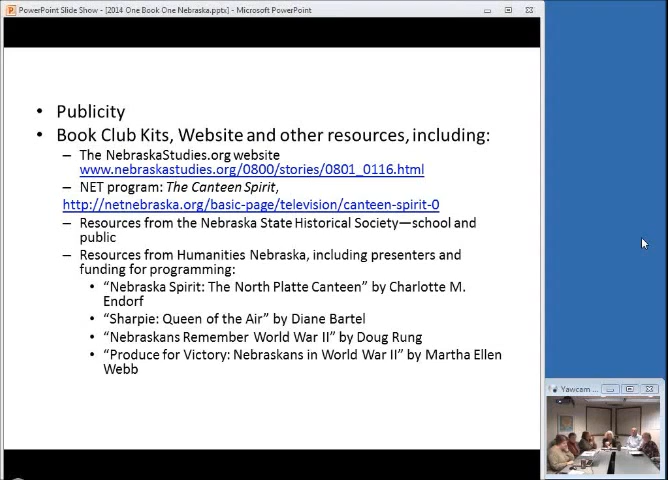 PowerPoint Slide Show - [2014 One Book One Nebraska.pptx] - Microsoft PowerPoint
• Publicity
• Book Club Kits, Website and other resources, including:
– The NebraskaStudies.org website
www.nebraskastudies.org/0800/stories/0801_0116.html
– NET program: The Canteen Spirit,
http://netnebraska.org/basic-page/television/canteen-spirit-0
– Resources from the Nebraska State Historical Society—school and
public
– Resources from Humanities Nebraska, including presenters and
funding for programming:
• “Nebraska Spirit: The North Platte Canteen” by Charlotte M.
Endorf
• “Sharpie: Queen of the Air” by Diane Bartel
• “Nebraskans Remember World War II” by Doug Rung
• “Produce for Victory: Nebraskans in World War II” by Martha Ellen
Webb
Yawcam ...